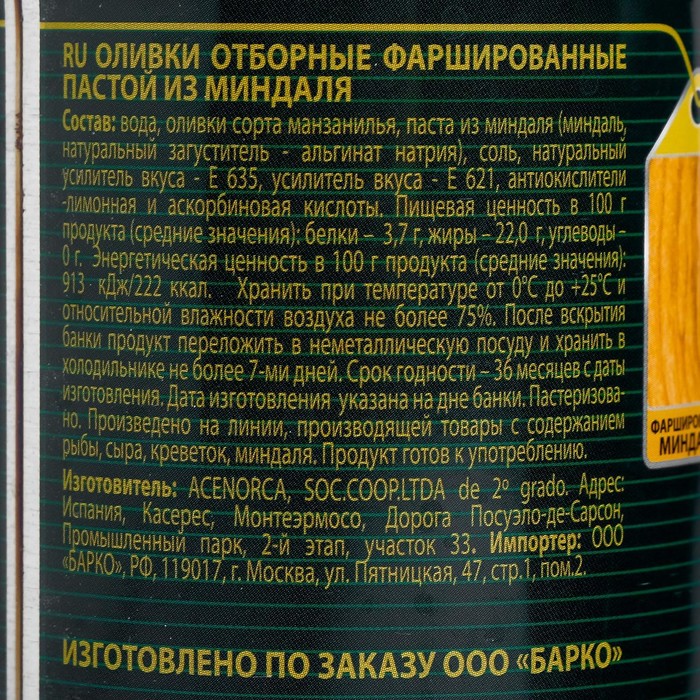 RU ОЛИВКИ ОТБОРНЫЕ ФАРШИРОВАННЫЕ
ПАСТОЙ ИЗ МИНДАЛЯ
Состав: вода, оливки сорта манзанилья, паста из миндаля (миндаль,
натуральный загуститель - альгинат натрия), соль, натуральный
усилитель вкуса - Е 635, усилитель вкуса - Е 621, антиокислители
-лимонная и аскорбиновая кислоты. Пищевая ценность в 100 г
продукта (средние значения): белки – 3,7 г, жиры – 22,0 г, углеводы –
0 г. Энергетическая ценность в 100 г продукта (средние значения):
913 кДж/222 ккал. Хранить при температуре от 0°С до +25°С и
относительной влажности воздуха не более 75%. После вскрытия
банки продукт переложить в неметаллическую посуду и хранить в
холодильнике не более 7-ми дней. Срок годности – 36 месяцев с даты
изготовления. Дата изготовления указана на дне банки. Пастеризова-
но. Произведено на линии, производящей товары с содержанием
рыбы, сыра, креветок, миндаля. Продукт готов к употреблению.
Изготовитель: ACENORCA, SOC.COOP.LTDA de 2º grado. Адрес:
Испания, Касерес, Монтеэрмосо, Дорога Посуэло-де-Сарсон,
Промышленный парк, 2-й этап, участок 33. Импортер: ООО
«БАРКО», РФ, 119017, г. Москва, ул. Пятницкая, 47, стр.1, пом.2.
ИЗГОТОВЛЕНО ПО ЗАКАЗУ ООО «БАРКО»
ФАРШИРО
МИНДА